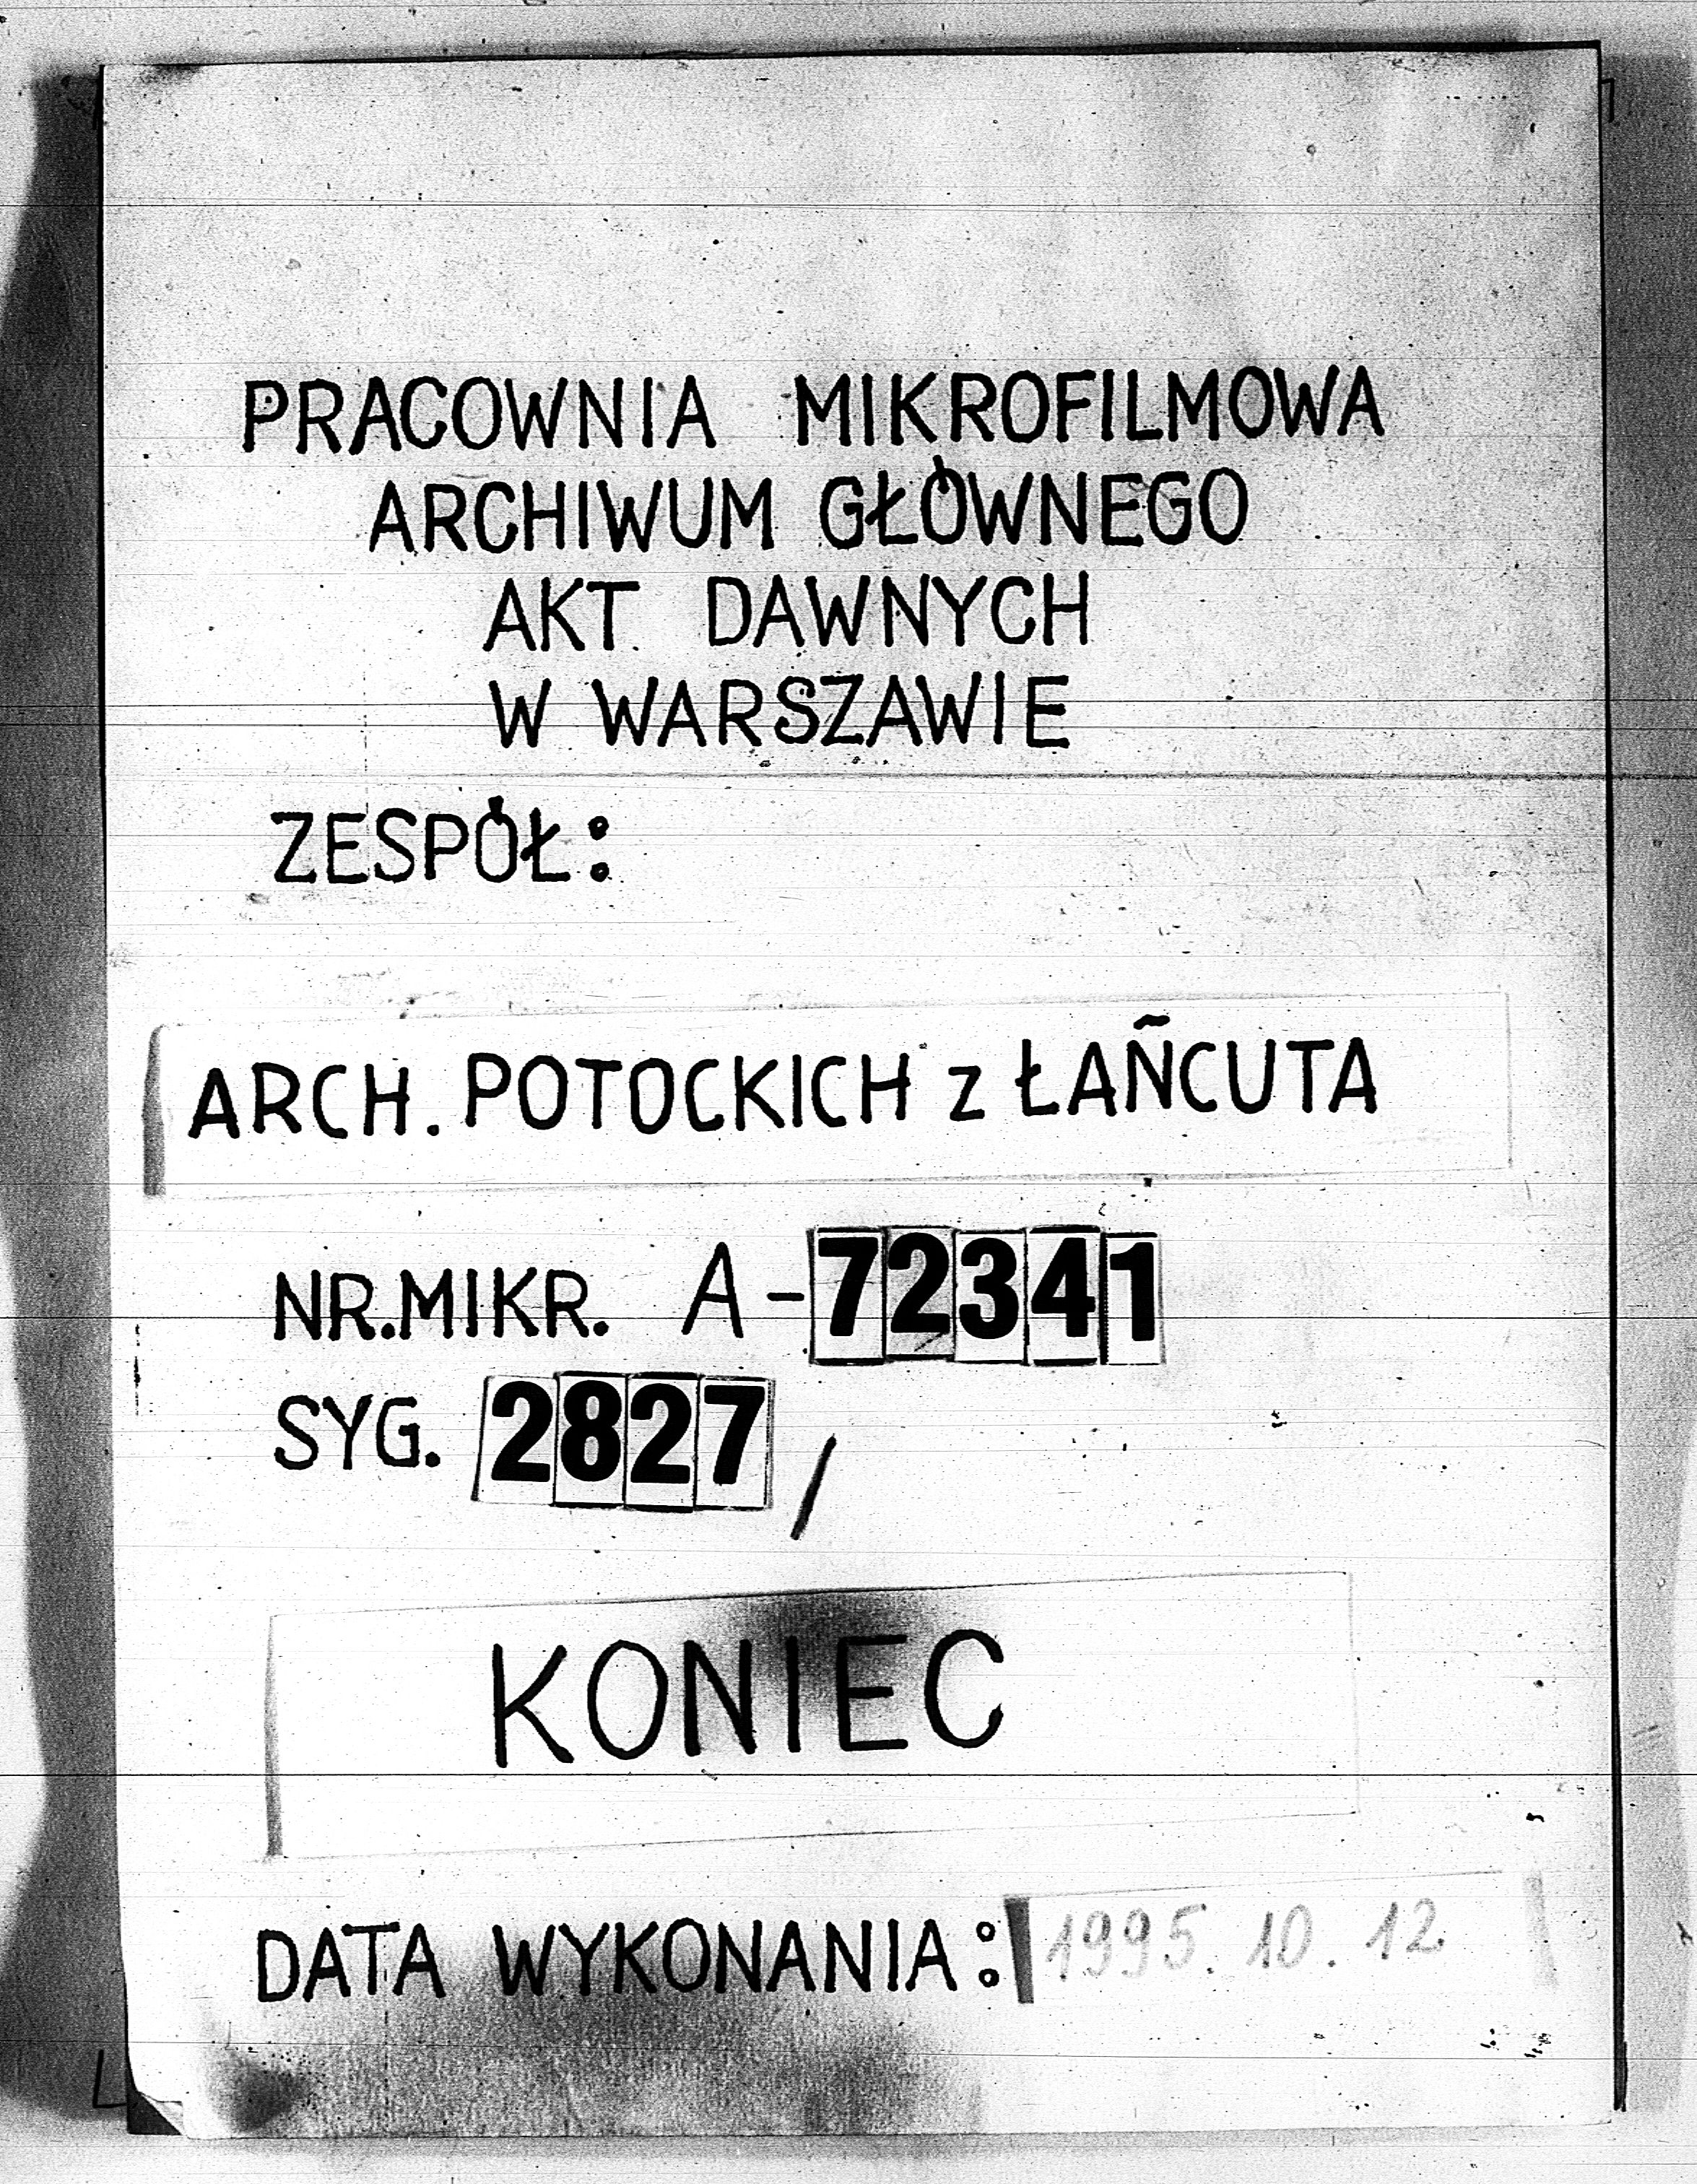 PRACOWNIA MIKROFILMOWA
ARCHIWUM GŁÓWNEGO
AKT DAWNYCH
W WARSZAWIE
ZESPÓŁ:
ARCH. POTOCKICH z ŁAŃCUTA
NR.MIKR. A-72341
SYG. 2827/
KONIEC
DATA WYKONANIA: 1995.10.12.